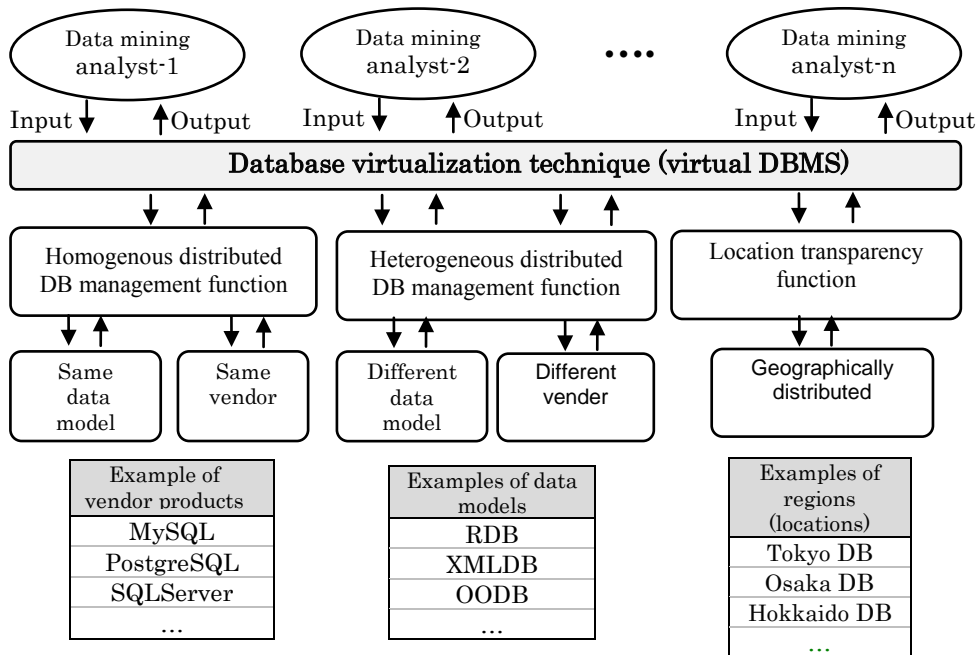 Data mining
analyst-1
Data mining
analyst-2
....
Data mining
analyst-n
Input
Output
Input
Output
Input
Output
Database virtualization technique (virtual DBMS)
Homogenous distributed
DB management function
Heterogeneous distributed
DB management function
Location transparency
function
Same
data
model
Same
vendor
Different
data
model
Different
vender
Geographically
distributed
Example of
vendor products
MySQL
PostgreSQL
SQLServer
…
Examples of data
models
RDB
XMLDB
OODB
…
Examples of
regions
(locations)
Tokyo DB
Osaka DB
Hokkaido DB
…